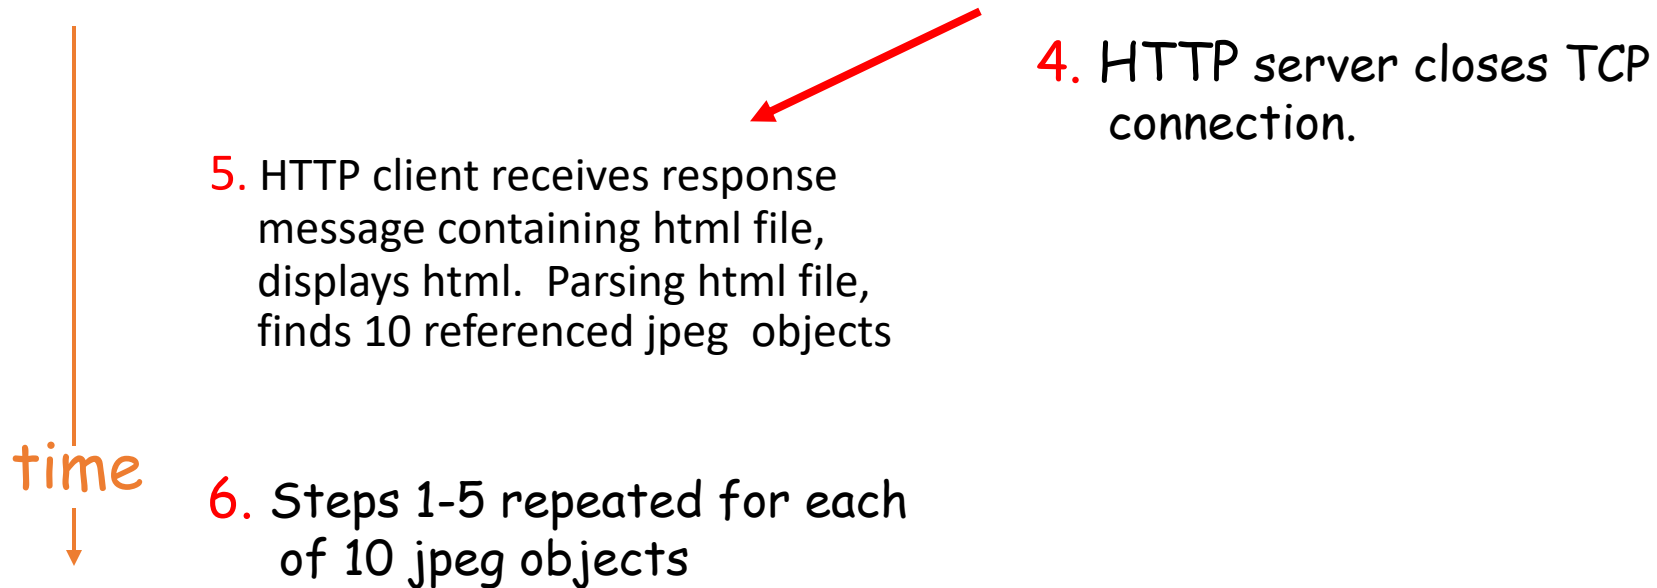 4. HTTP server closes TCP
connection.
5. HTTP client receives response
message containing html file,
displays html.  Parsing html file,
finds 10 referenced jpeg  objects
time
6. Steps 1-5 repeated for each
of 10 jpeg objects